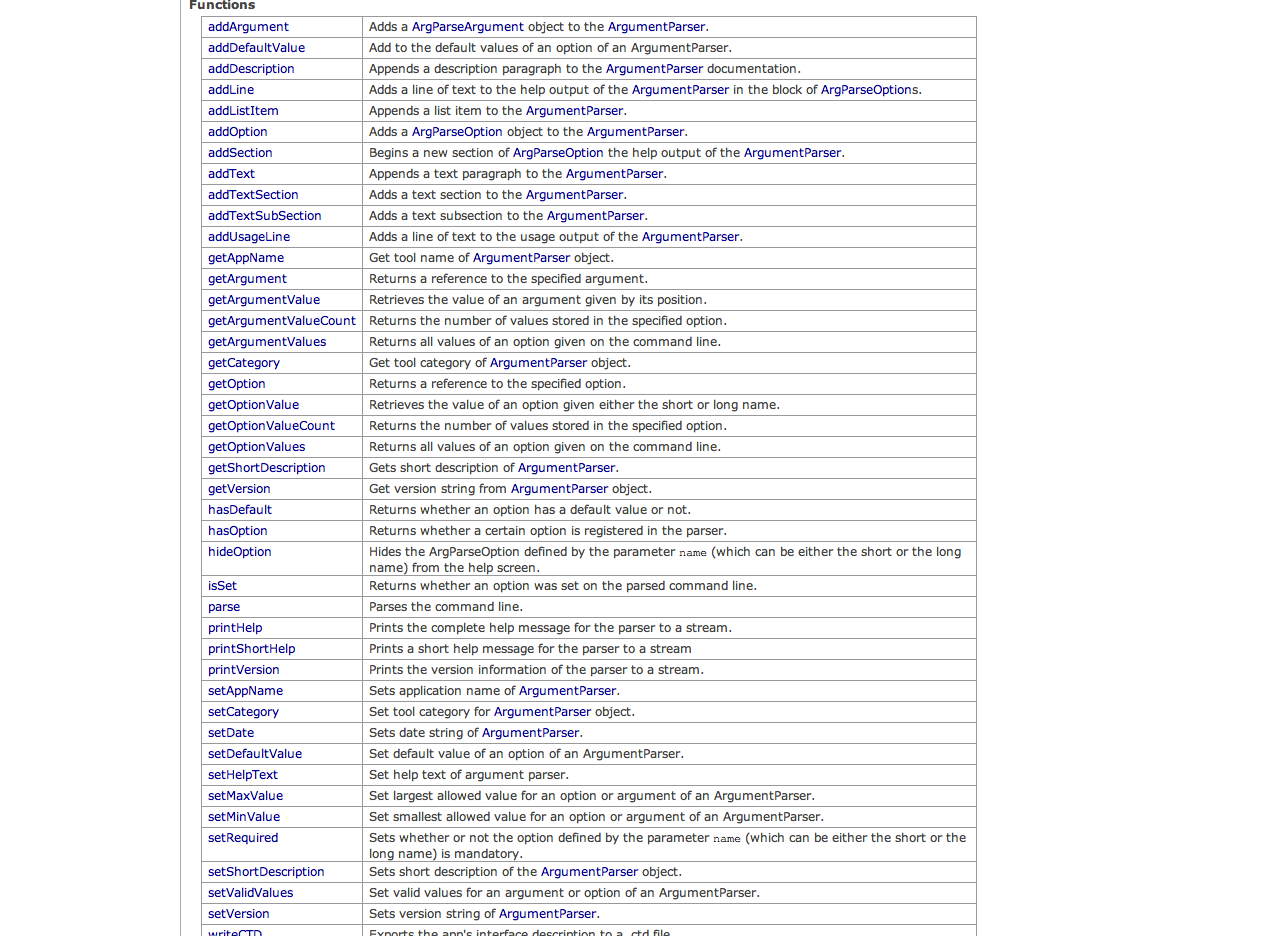 Functions
addArgument Adds a ArgParseArgument object to the ArgumentParser.
addDefaultValue Add to the default values of an option of an ArgumentParser.
addDescription Appends a description paragraph to the ArgumentParser documentation.
addLine Adds a line of text to the help output of the ArgumentParser in the block of ArgParseOptions.
addListItem Appends a list item to the ArgumentParser.
addOption Adds a ArgParseOption object to the ArgumentParser.
addSection Begins a new section of ArgParseOption the help output of the ArgumentParser.
addText Appends a text paragraph to the ArgumentParser.
addTextSection Adds a text section to the ArgumentParser.
addTextSubSection Adds a text subsection to the ArgumentParser.
addUsageLine Adds a line of text to the usage output of the ArgumentParser.
getAppName Get tool name of ArgumentParser object.
getArgument Returns a reference to the specified argument.
getArgumentValue Retrieves the value of an argument given by its position.
getArgumentValueCount Returns the number of values stored in the specified option.
getArgumentValues Returns all values of an option given on the command line.
getCategory Get tool category of ArgumentParser object.
getOption Returns a reference to the specified option.
getOptionValue Retrieves the value of an option given either the short or long name.
getOptionValueCount Returns the number of values stored in the specified option.
getOptionValues Returns all values of an option given on the command line.
getShortDescription Gets short description of ArgumentParser.
getVersion Get version string from ArgumentParser object.
hasDefault Returns whether an option has a default value or not.
hasOption Returns whether a certain option is registered in the parser.
hideOption Hides the ArgParseOption defined by the parameter name (which can be either the short or the long
name) from the help screen.
isSet Returns whether an option was set on the parsed command line.
parse Parses the command line.
printHelp Prints the complete help message for the parser to a stream.
printShortHelp Prints a short help message for the parser to a stream
printVersion Prints the version information of the parser to a stream.
setAppName Sets application name of ArgumentParser.
setCategory Set tool category for ArgumentParser object.
setDate Sets date string of ArgumentParser.
setDefaultValue Set default value of an option of an ArgumentParser.
setHelpText Set help text of argument parser.
setMaxValue Set largest allowed value for an option or argument of an ArgumentParser.
setMinValue Set smallest allowed value for an option or argument of an ArgumentParser.
setRequired Sets whether or not the option defined by the parameter name (which can be either the short or the
long name) is mandatory.
setShortDescription Sets short description of the ArgumentParser object.
setValidValues Set valid values for an argument or option of an ArgumentParser.
setVersion Sets version string of ArgumentParser.
writeCTD Exports the app's interface description to a .ctd file.